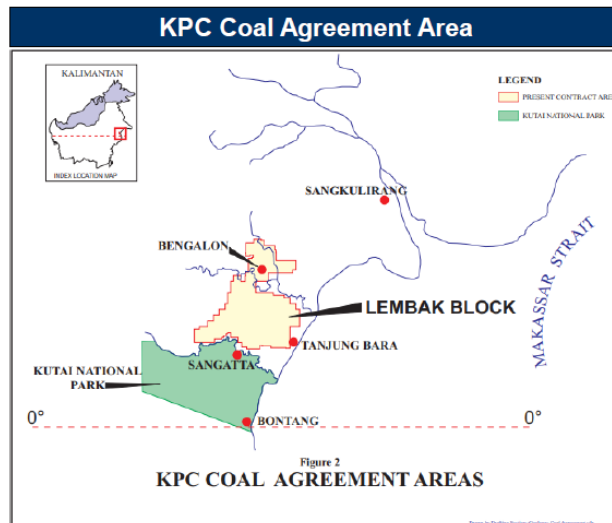 KPC Coal Agreement Area
KALIMANTAN
INDEX LOCATION MAP
LEGEND
PRESENT CONTRACT AREA
KUTAI NATIONAL PARK
SANGKULIRANG
BENGALON
MAKASSAR STRAIT
LEMBAK BLOCK
TANJUNG BARA
SANGATTA
KUTAI NATIONAL
PARK
0°
0°
BONTANG
Figure 2
KPC COAL AGREEMENT AREAS